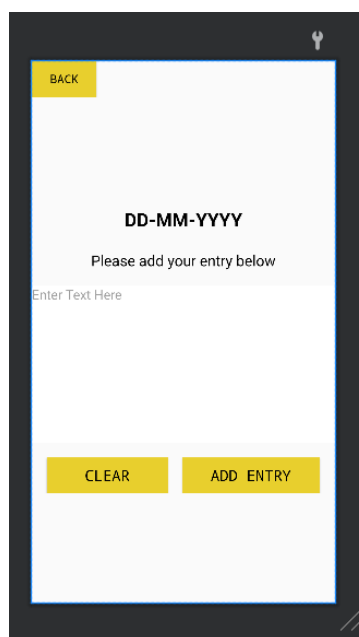 BACK
DD-MM-YYYY
Please add your entry below
Enter Text Here
CLEAR ADD ENTRY